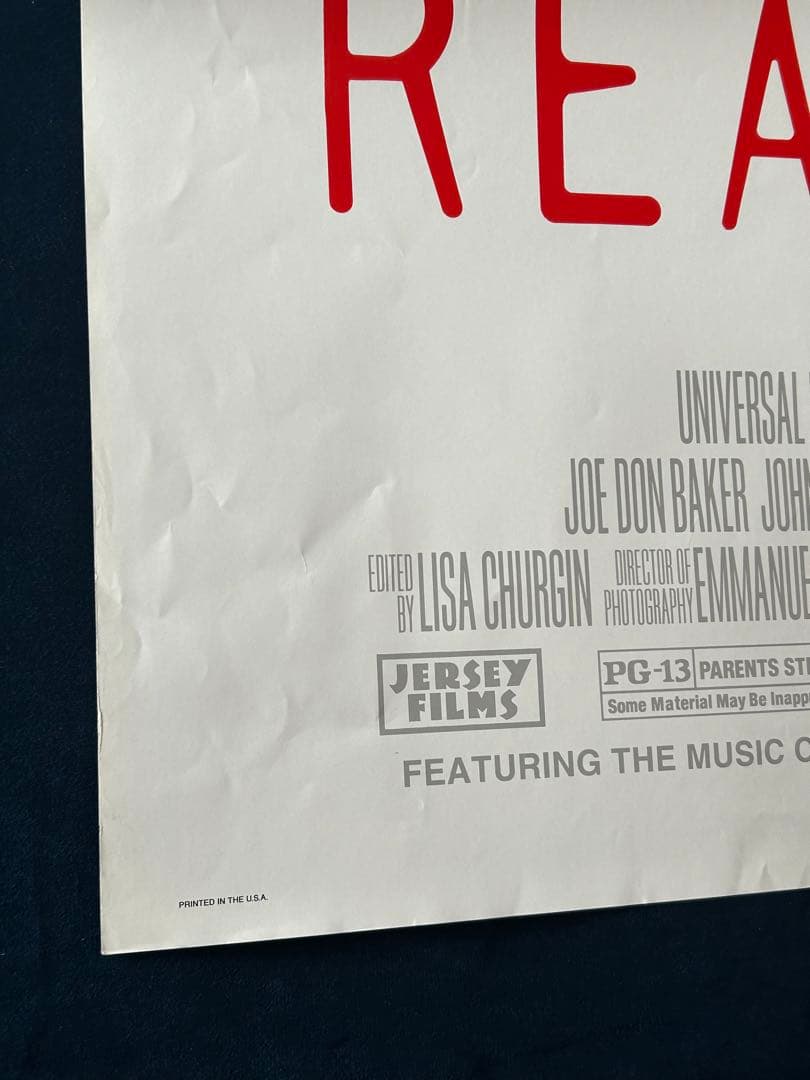 REA
UNIVERSAL
JOE DON BAKER JOHN
EDITED BY LISA CHURGIN DIRECTOR OF PHOTOGRAPHY EMMANUE
JERSEY FILMS
PG-13 PARENTS ST
Some Material May Be Inapp
FEATURING THE MUSIC O
PRINTED IN THE U.S.A.